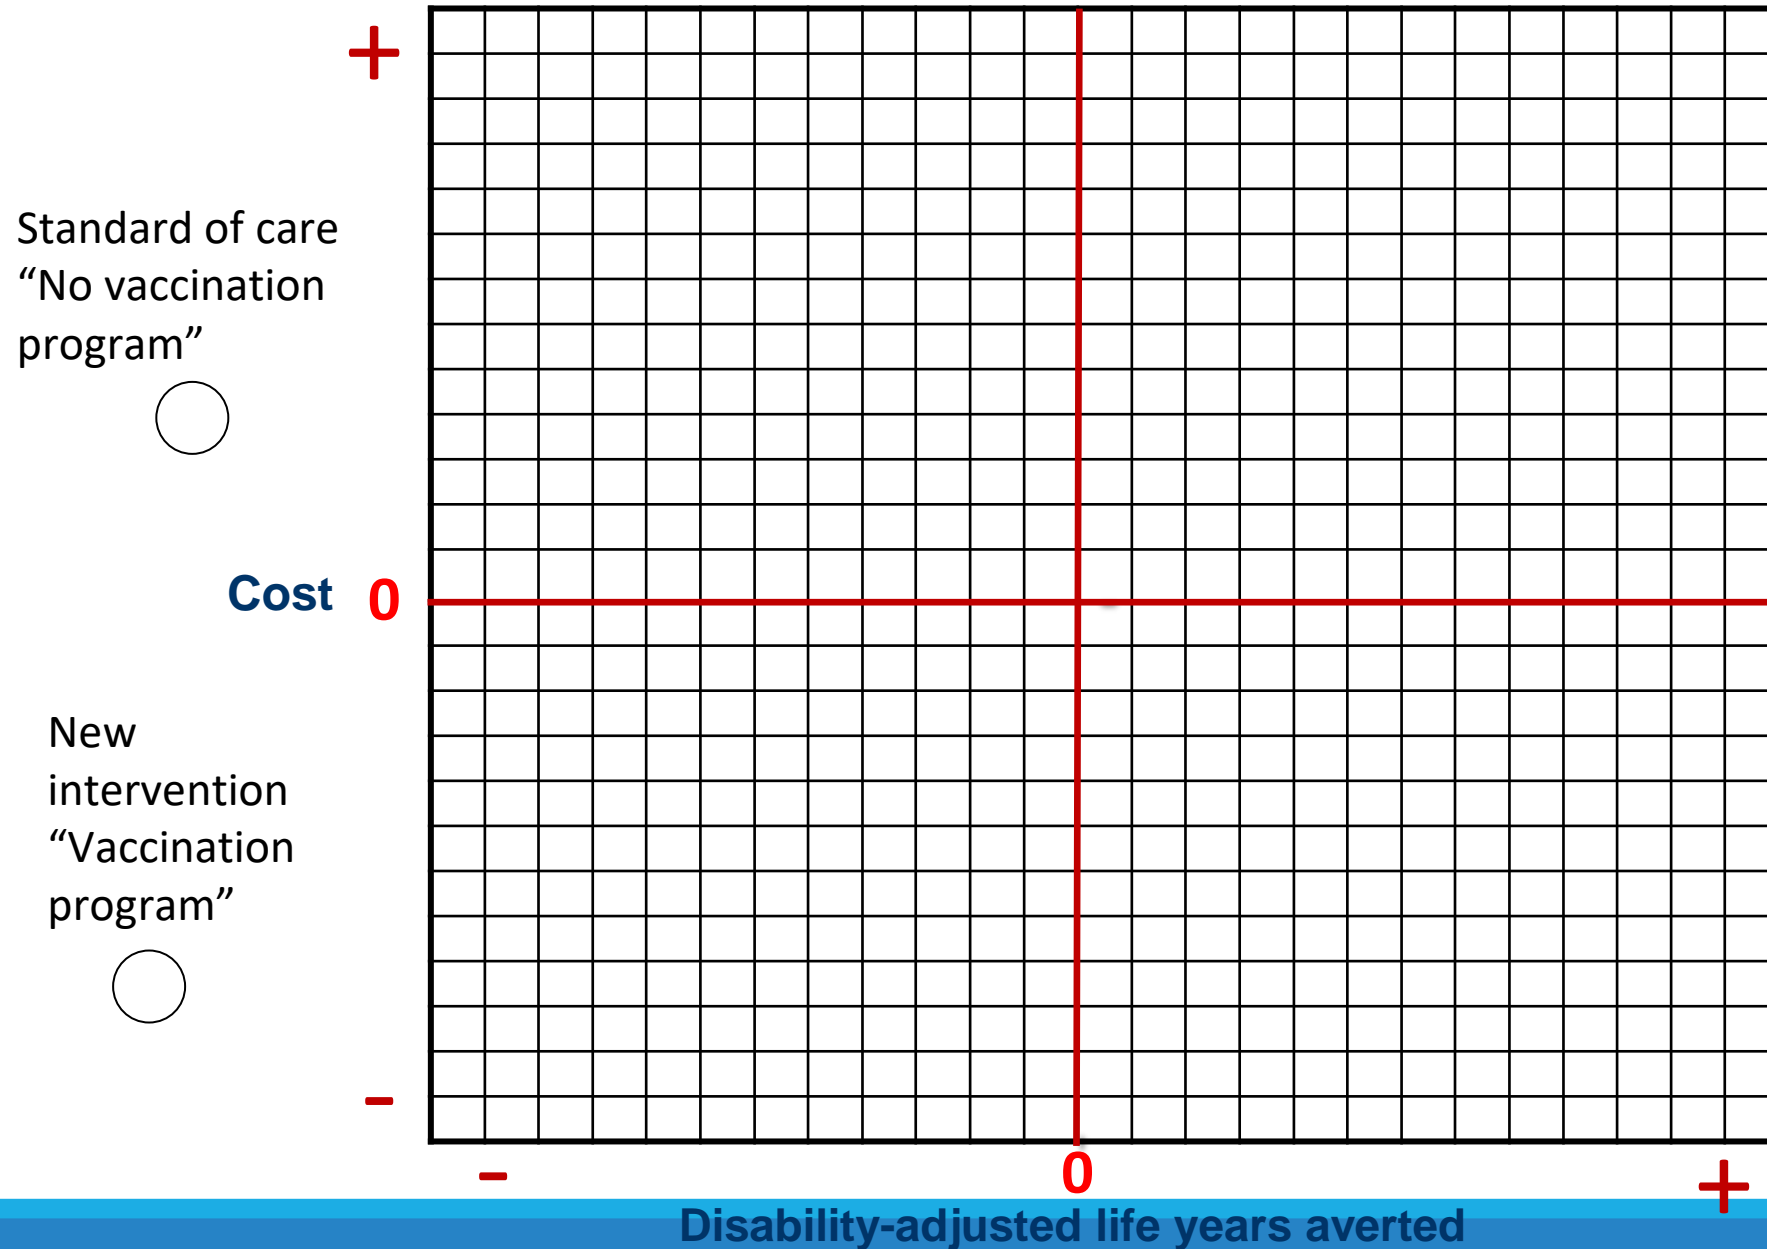 +
Standard of care
“No vaccination
program”
Cost 0
New
intervention
“Vaccination
program”
-
- 0 +
Disability-adjusted life years averted